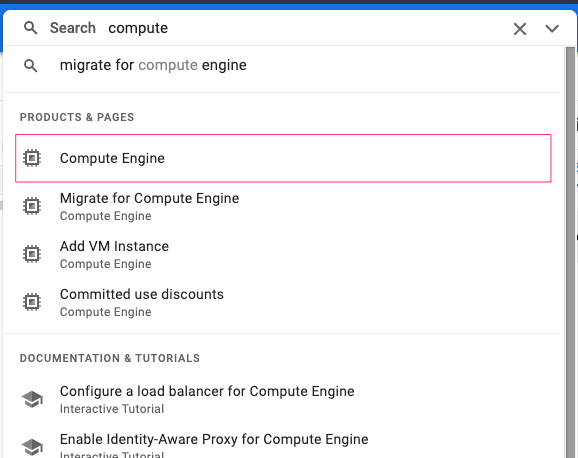 Search compute
migrate for compute engine
PRODUCTS & PAGES
Compute Engine
Migrate for Compute Engine
Compute Engine
Add VM Instance
Compute Engine
Committed use discounts
Compute Engine
DOCUMENTATION & TUTORIALS
Configure a load balancer for Compute Engine
Interactive Tutorial
Enable Identity-Aware Proxy for Compute Engine
Interactive Tutorial